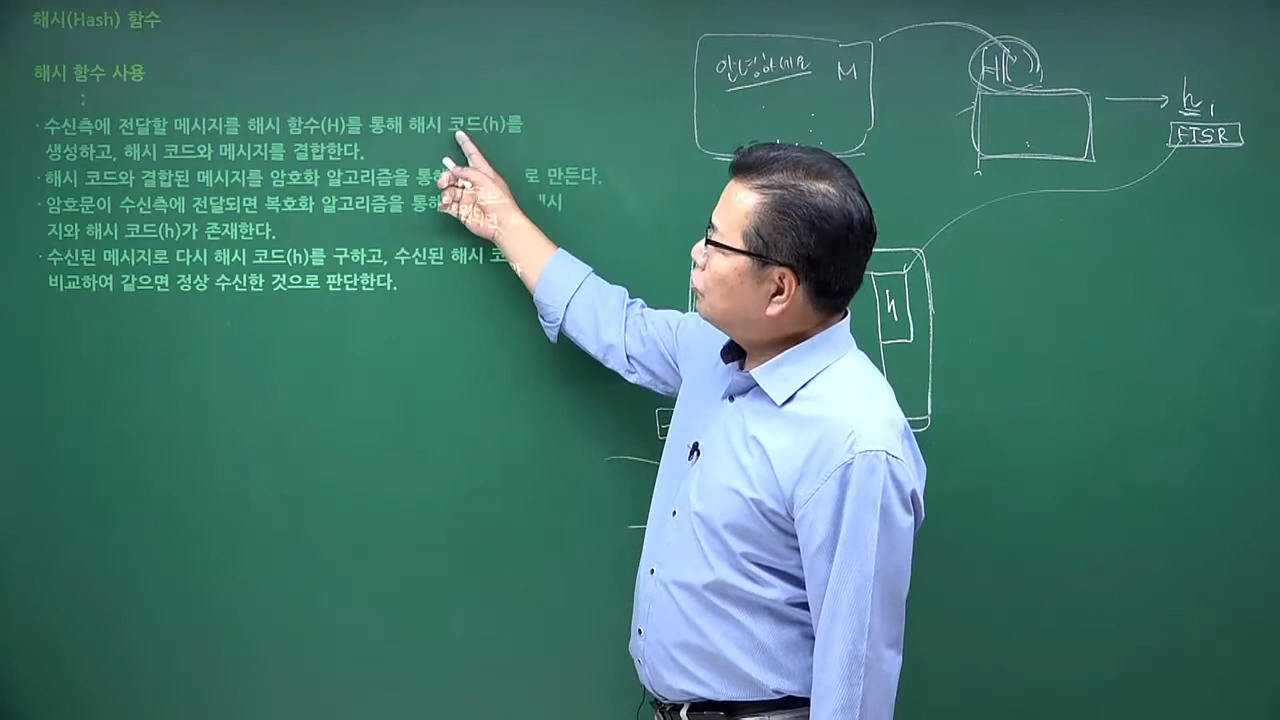 해시(Hash) 함수
해시 함수 사용
:
· 수신측에 전달할 메시지를 해시 함수(H)를 통해 해시 코드(h)를
생성하고, 해시 코드와 메시지를 결합한다.
· 해시 코드와 결합된 메시지를 암호화 알고리즘을 통해 로 만든다.
· 암호문이 수신측에 전달되면 복호화 알고리즘을 통해
지와 해시 코드(h)가 존재한다.
· 수신된 메시지로 다시 해시 코드(h)를 구하고, 수신된 해시
비교하여 같으면 정상 수신한 것으로 판단한다.
안녕하세요 M
H( )
h
F7SR
h